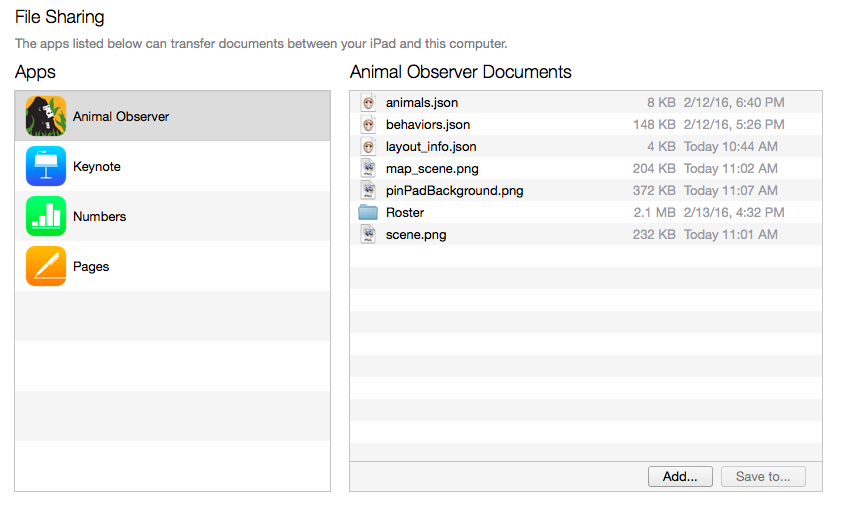 File Sharing
The apps listed below can transfer documents between your iPad and this computer.
Apps
Animal Observer
Keynote
Numbers
Pages
Animal Observer Documents
animals.json 8 KB 2/12/16, 6:40 PM
behaviors.json 148 KB 2/12/16, 5:26 PM
layout_info.json 4 KB Today 10:44 AM
map_scene.png 204 KB Today 11:02 AM
pinPadBackground.png 372 KB Today 11:07 AM
Roster 2.1 MB 2/13/16, 4:32 PM
scene.png 232 KB Today 11:01 AM
Add... Save to...